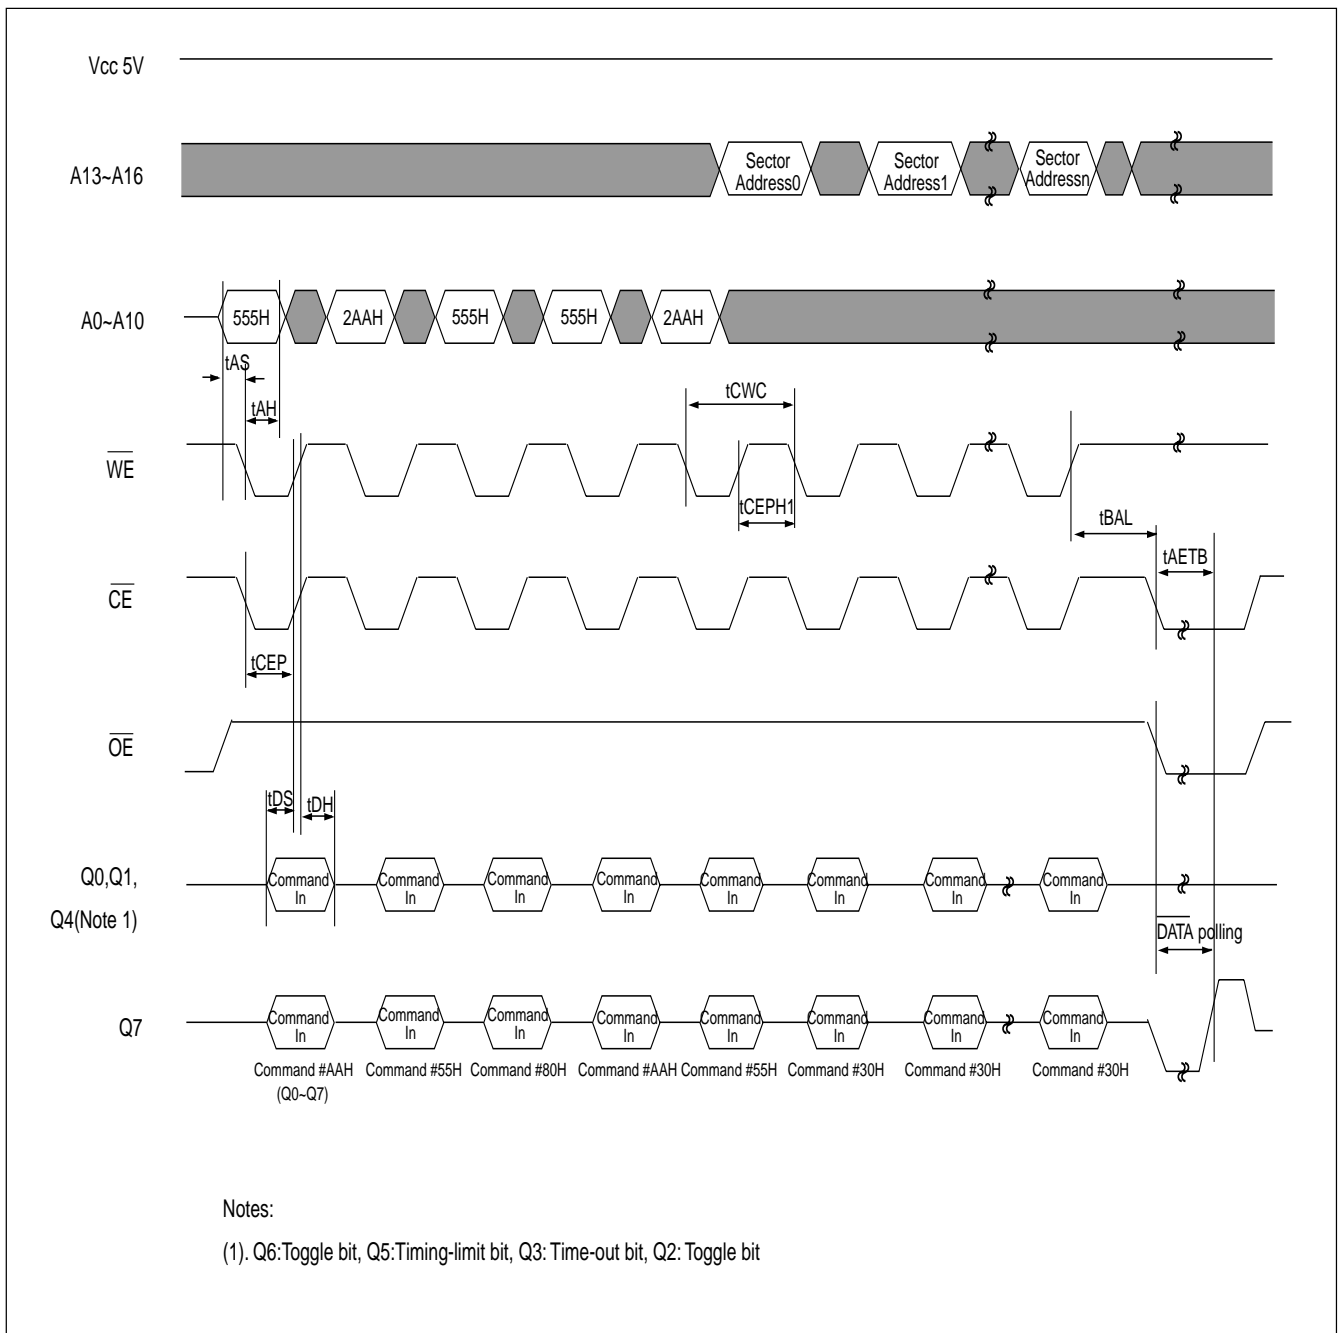 Vcc 5V
A13~A16
Sector
Address0
Sector
Address1
Sector
Addressn
A0~A10
555H
2AAH
555H
555H
2AAH
tAS
tAH
tCWC
WE
tCEPH1
tBAL
tAETB
CE
tCEP
OE
tDS
tDH
Q0,Q1,
Q4(Note 1)
Command
In
Command
In
Command
In
Command
In
Command
In
Command
In
Command
In
Command
In
DATA polling
Q7
Command
In
Command
In
Command
In
Command
In
Command
In
Command
In
Command
In
Command
In
Command #AAH
(Q0~Q7)
Command #55H
Command #80H
Command #AAH
Command #55H
Command #30H
Command #30H
Command #30H
Notes:
(1). Q6:Toggle bit, Q5:Timing-limit bit, Q3: Time-out bit, Q2: Toggle bit